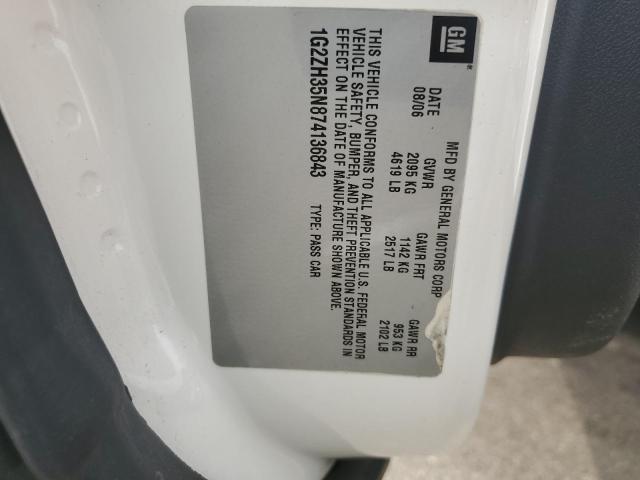 GM
MFD BY GENERAL MOTORS CORP
DATE GVWR GAWR FRT GAWR RR
08/06 2095 KG 1142 KG 953 KG
4619 LB 2517 LB 2102 LB
THIS VEHICLE CONFORMS TO ALL APPLICABLE U.S. FEDERAL MOTOR
VEHICLE SAFETY, BUMPER, AND THEFT PREVENTION STANDARDS IN
EFFECT ON THE DATE OF MANUFACTURE SHOWN ABOVE.
1G2ZH35N874136843 TYPE: PASS CAR